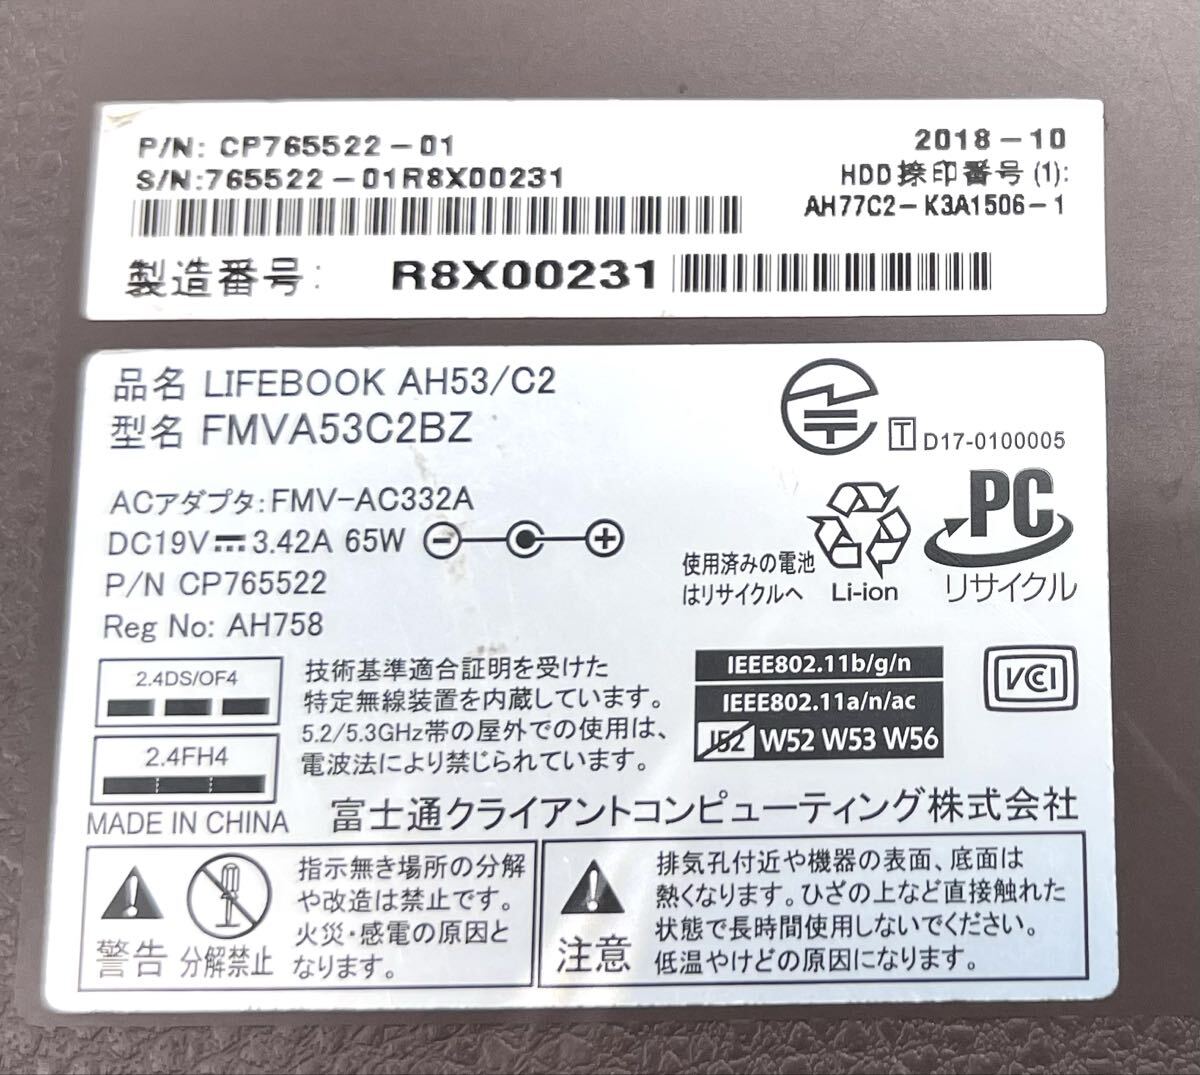 P/N: CP765522-01
S/N:765522-01R8X00231
2018-10
HDD捺印番号(1):
AH77C2-K3A1506-1
製造番号: R8X00231
品名 LIFEBOOK AH53/C2
型名 FMVA53C2BZ
T D17-0100005
ACアダプタ:FMV-AC332A
DC19V 3.42A 65W
P/N CP765522
Reg No: AH758
使用済みの電池
はリサイクルへ
Li-ion
PC
リサイクル
2.4DS/OF4
2.4FH4
技術基準適合証明を受けた
特定無線装置を内蔵しています。
5.2/5.3GHz帯の屋外での使用は、
電波法により禁じられています。
IEEE802.11b/g/n
IEEE802.11a/n/ac
J52 W52 W53 W56
VCI
MADE IN CHINA
富士通クライアントコンピューティング株式会社
警告
分解禁止
指示無き場所の分解
や改造は禁止です。
火災・感電の原因と
なります。
注意
排気孔付近や機器の表面、底面は
熱くなります。ひざの上など直接触れた
状態で長時間使用しないでください。
低温やけどの原因になります。